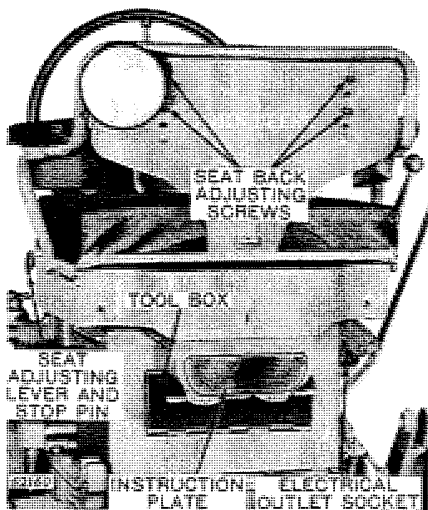 SEAT BACK
ADJUSTING
SCREWS
TOOL BOX
SEAT
ADJUSTING
LEVER AND
STOP PIN
INSTRUCTION
PLATE
ELECTRICAL
OUTLET SOCKET